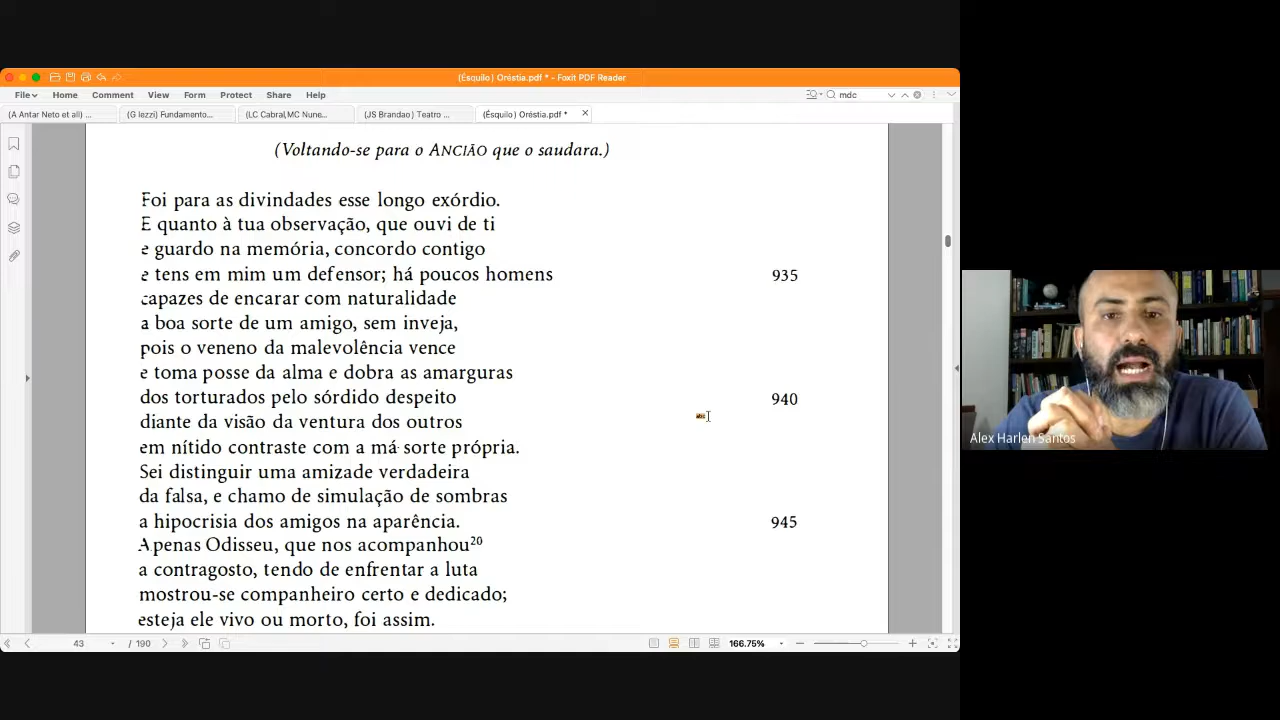 (Ésquilo) Oréstia.pdf * - Foxit PDF Reader
File Home Comment View Form Protect Share Help
mdc
(A Antar Neto et all) ... (G Iezzi) Fundamento... (LC Cabral,MC Nune... (JS Brandao) Teatro ... (Ésquilo) Oréstia.pdf *
(Voltando-se para o ANCIÃO que o saudara.)
Foi para as divindades esse longo exórdio.
E quanto à tua observação, que ouvi de ti
e guardo na memória, concordo contigo
e tens em mim um defensor; há poucos homens 935
capazes de encarar com naturalidade
a boa sorte de um amigo, sem inveja,
pois o veneno da malevolência vence
e toma posse da alma e dobra as amarguras
dos torturados pelo sórdido despeito 940
diante da visão da ventura dos outros
em nítido contraste com a má sorte própria.
Sei distinguir uma amizade verdadeira
da falsa, e chamo de simulação de sombras
a hipocrisia dos amigos na aparência. 945
Apenas Odisseu, que nos acompanhou²⁰
a contragosto, tendo de enfrentar a luta
mostrou-se companheiro certo e dedicado;
esteja ele vivo ou morto, foi assim.
43 / 190 166.75%
Alex Harlen Santos